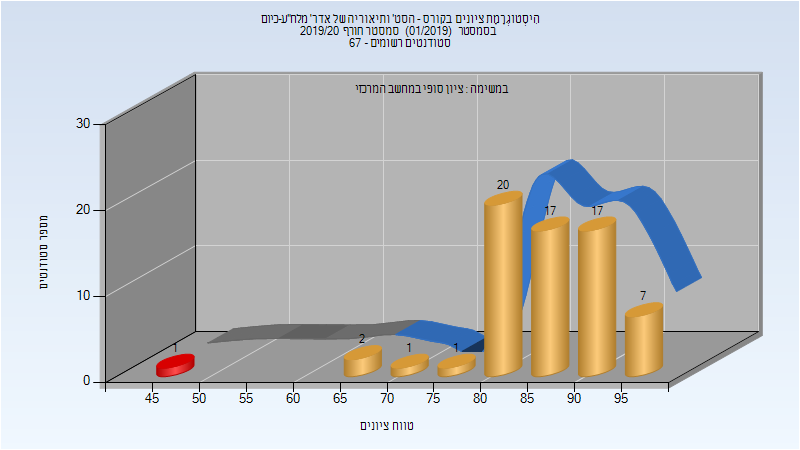 היסטוגרמת ציונים בקורס - הסט' ותיאוריה של אדר' מלח"ע-כיום
בסמסטר (01/2019) סמסטר חורף 2019/20
סטודנטים רשומים - 67
במשימה : ציון סופי במחשב המרכזי
מספר סטודנטים
30
20
10
0
1
2
1
1
20
17
17
7
45 50 55 60 65 70 75 80 85 90 95
טווח ציונים